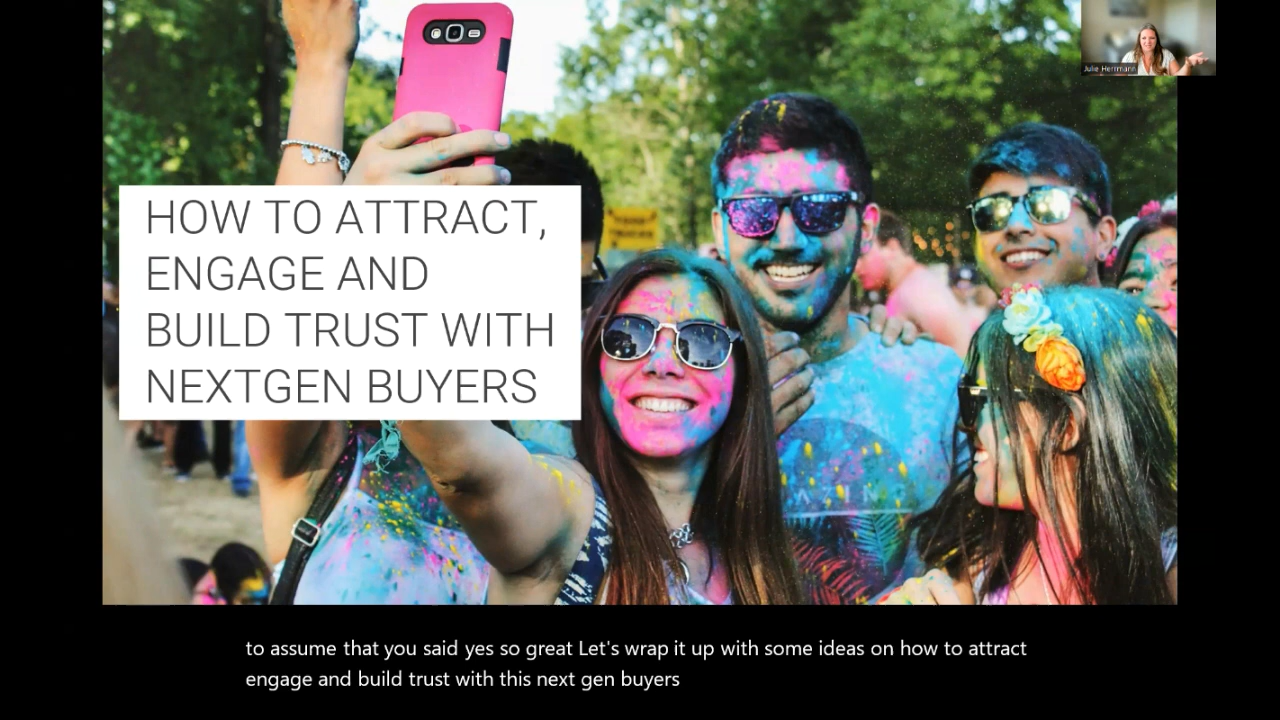 Julie Herrmann
HOW TO ATTRACT,
ENGAGE AND
BUILD TRUST WITH
NEXTGEN BUYERS
to assume that you said yes so great Let's wrap it up with some ideas on how to attract
engage and build trust with this next gen buyers